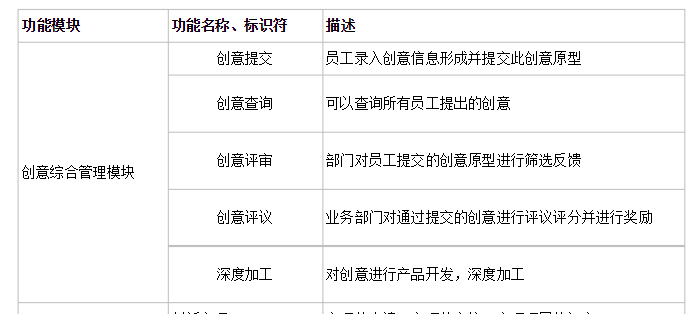 功能模块 功能名称、标识符 描述
创意提交 员工录入创意信息形成并提交此创意原型
创意查询 可以查询所有员工提出的创意
创意评审 部门对员工提交的创意原型进行筛选反馈
创意综合管理模块
创意评议 业务部门对通过提交的创意进行评议评分并进行奖励
深度加工 对创意进行产品开发，深度加工